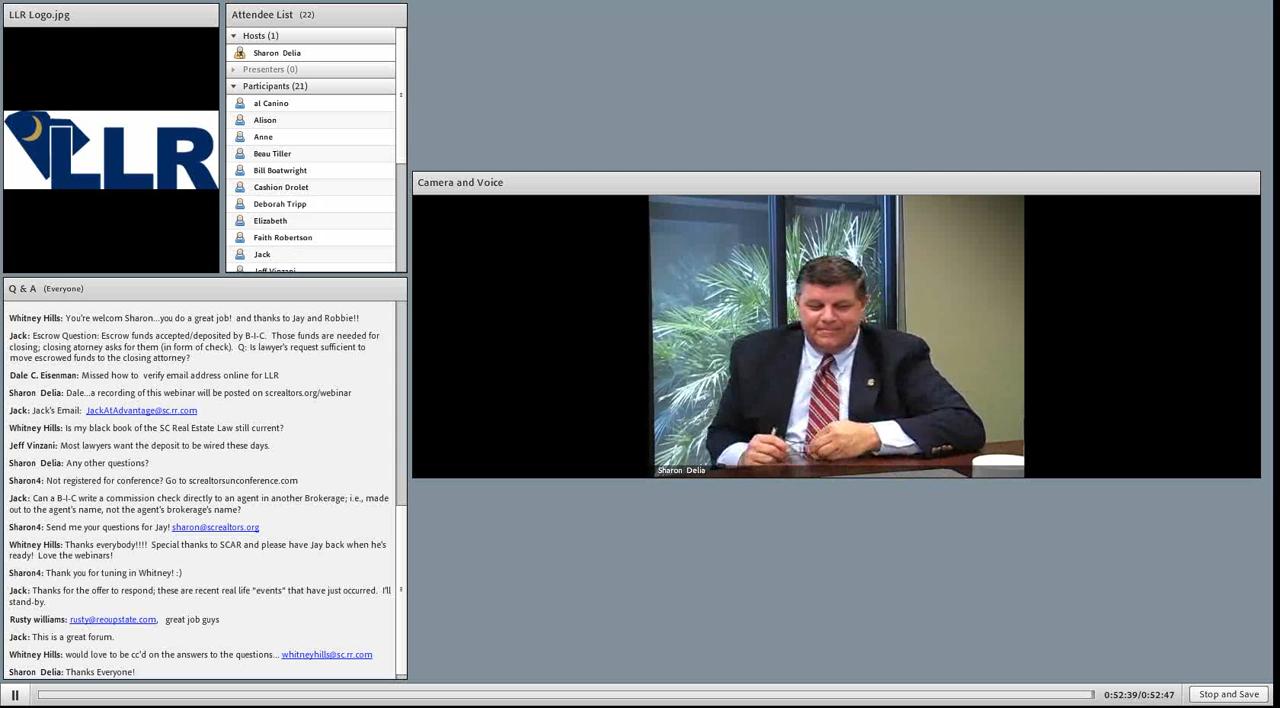 LLR Logo.jpg
LLR
Attendee List (22)
Hosts (1)
Sharon Delia
Presenters (0)
Participants (21)
al Canino
Alison
Anne
Beau Tiller
Bill Boatwright
Cashion Drolet
Deborah Tripp
Elizabeth
Faith Robertson
Jack
Jeff Vinzani
Q & A (Everyone)
Whitney Hills: You're welcom Sharon...you do a great job! and thanks to Jay and Robbie!!
Jack: Escrow Question: Escrow funds accepted/deposited by B-I-C. Those funds are needed for
closing; closing attorney asks for them (in form of check). Q: Is lawyer's request sufficient to
move escrowed funds to the closing attorney?
Dale C. Eisenman: Missed how to verify email address online for LLR
Sharon Delia: Dale...a recording of this webinar will be posted on screaltors.org/webinar
Jack: Jack's Email: JackAtAdvantage@sc.rr.com
Whitney Hills: Is my black book of the SC Real Estate Law still current?
Jeff Vinzani: Most lawyers want the deposit to be wired these days.
Sharon Delia: Any other questions?
Sharon4: Not registered for conference? Go to screaltorsunconference.com
Jack: Can a B-I-C write a commission check directly to an agent in another Brokerage; i.e., made
out to the agent's name, not the agent's brokerage's name?
Sharon4: Send me your questions for Jay! sharon@screaltors.org
Whitney Hills: Thanks everybody!!!! Special thanks to SCAR and please have Jay back when he's
ready! Love the webinars!
Sharon4: Thank you for tuning in Whitney! :)
Jack: Thanks for the offer to respond; these are recent real life "events" that have just occurred. I'll
stand-by.
Rusty williams: rusty@reoupstate.com, great job guys
Jack: This is a great forum.
Whitney Hills: would love to be cc'd on the answers to the questions... whitneyhills@sc.rr.com
Sharon Delia: Thanks Everyone!
Camera and Voice
Sharon Delia
0:52:39/0:52:47
Stop and Save